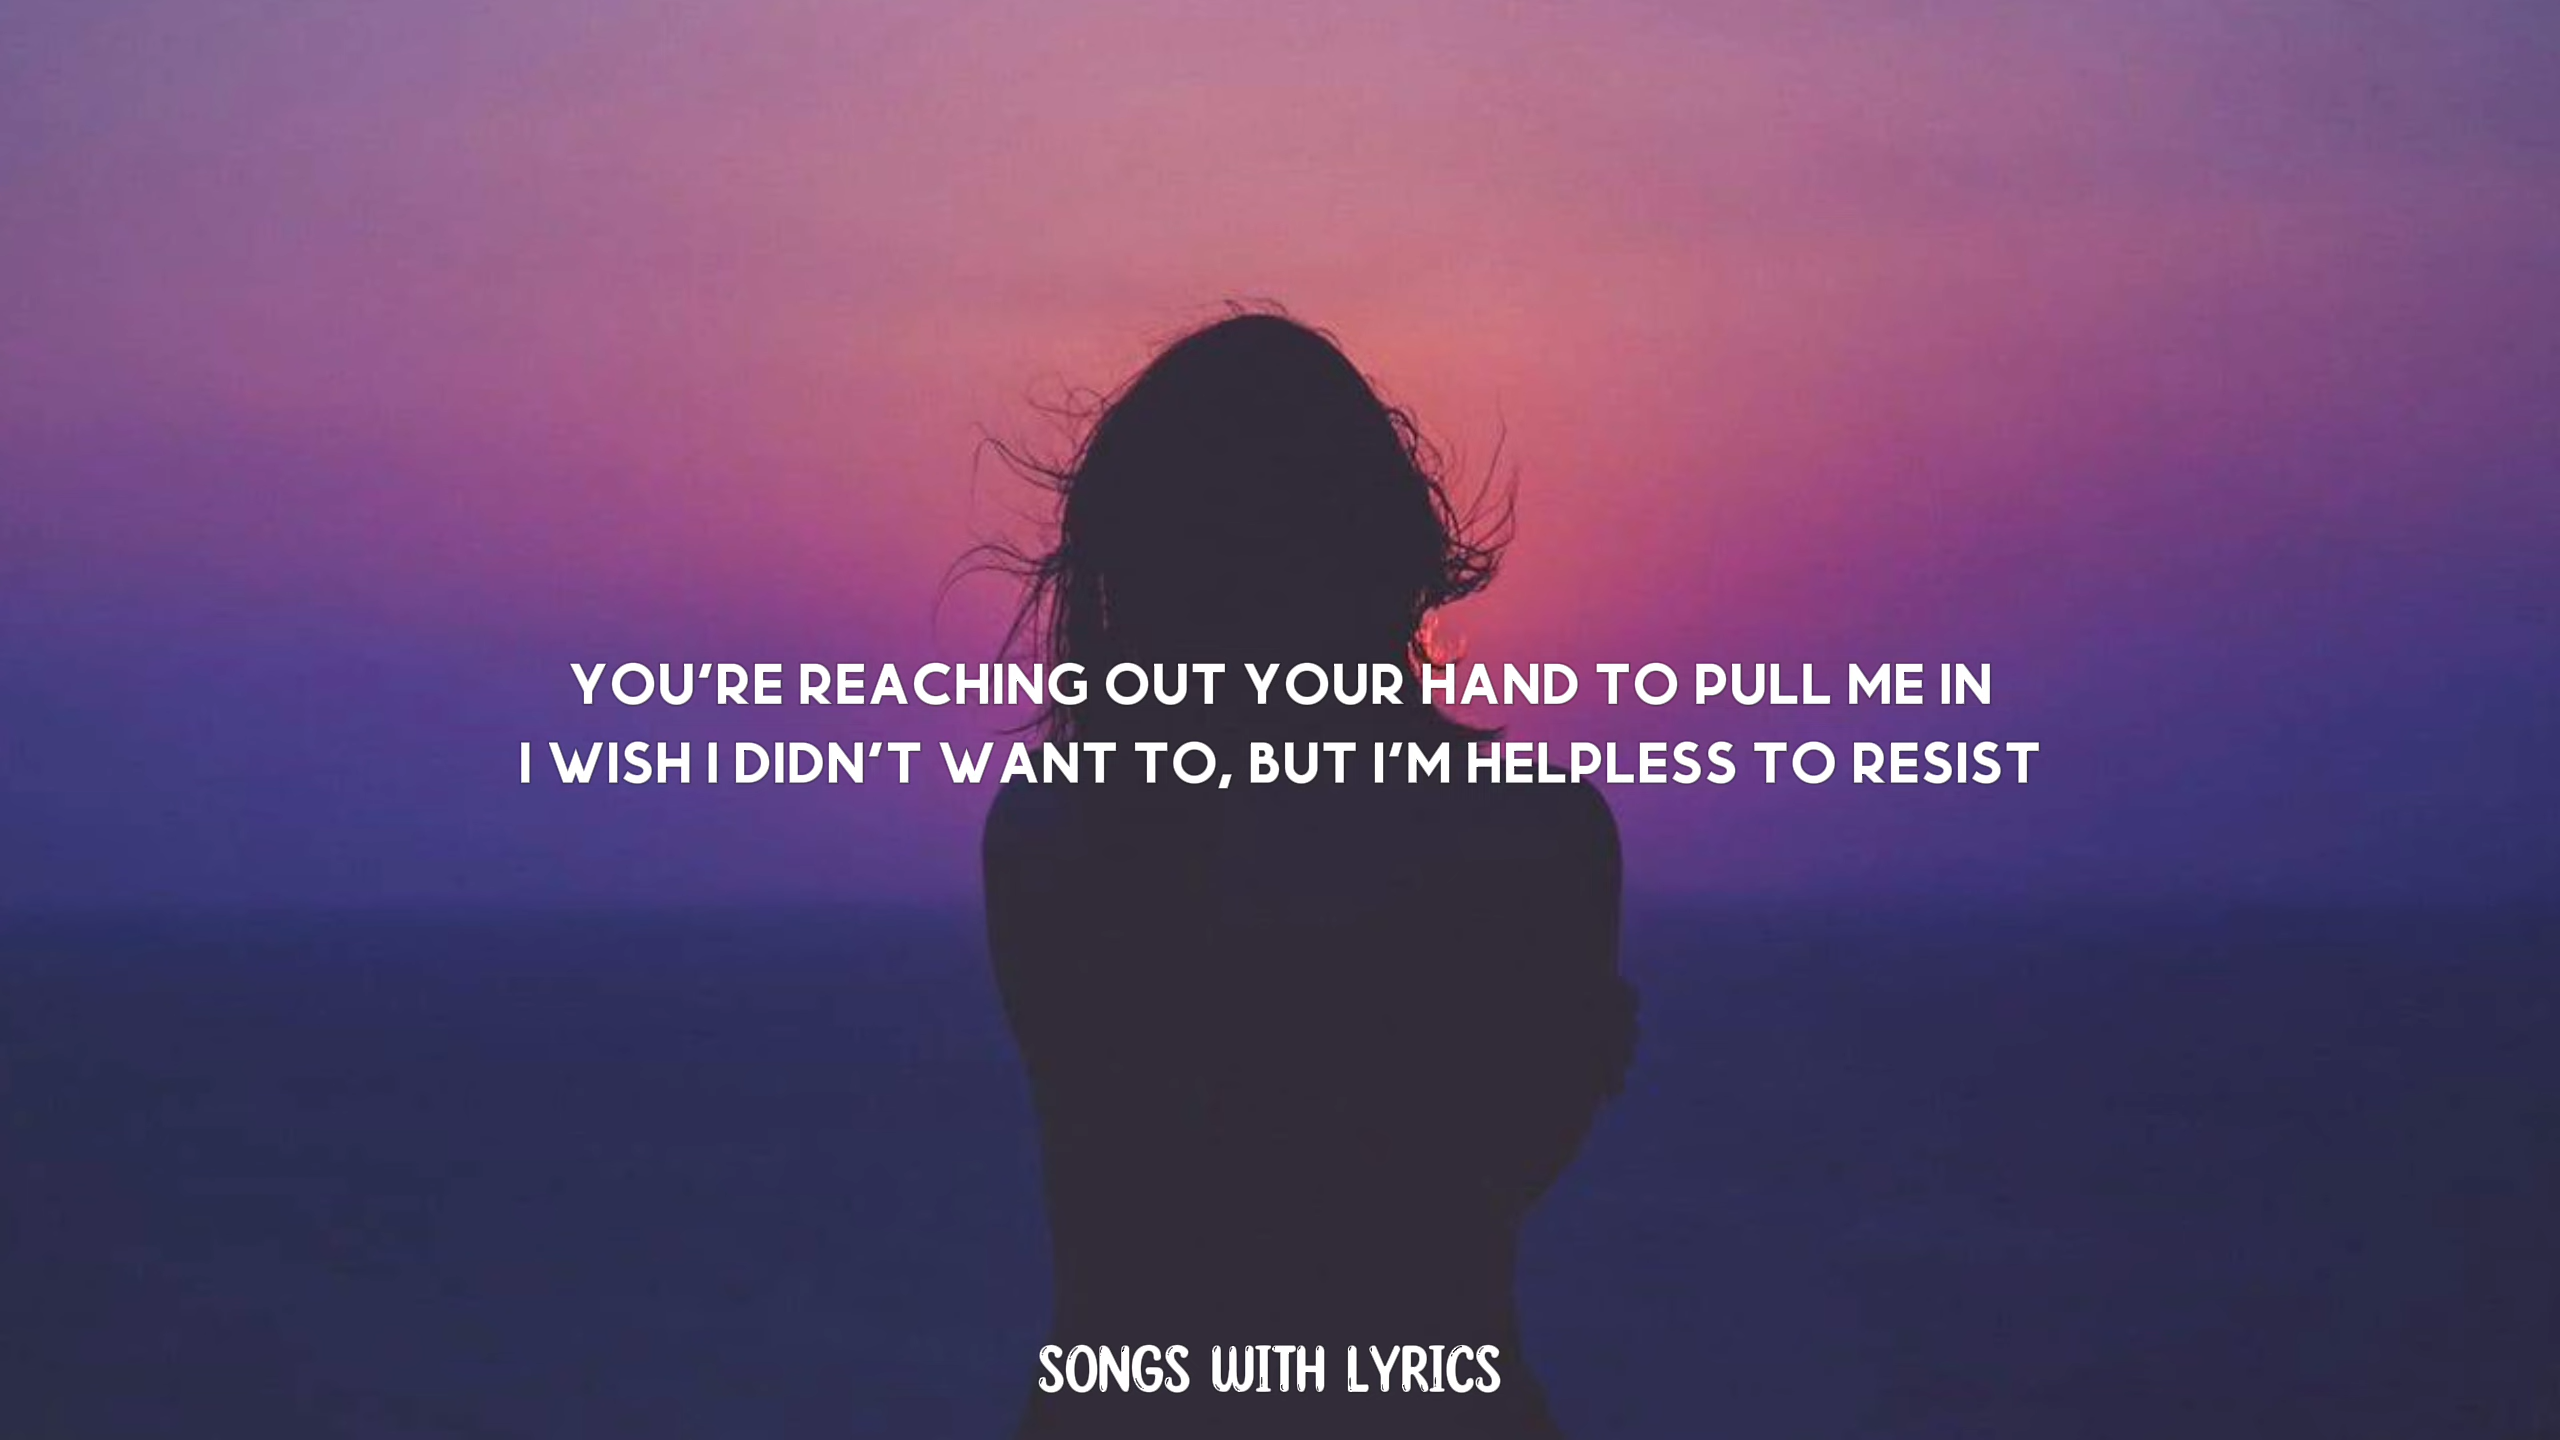 YOU'RE REACHING OUT YOUR HAND TO PULL ME IN
I WISH I DIDN'T WANT TO, BUT I'M HELPLESS TO RESIST
SONGS WITH LYRICS